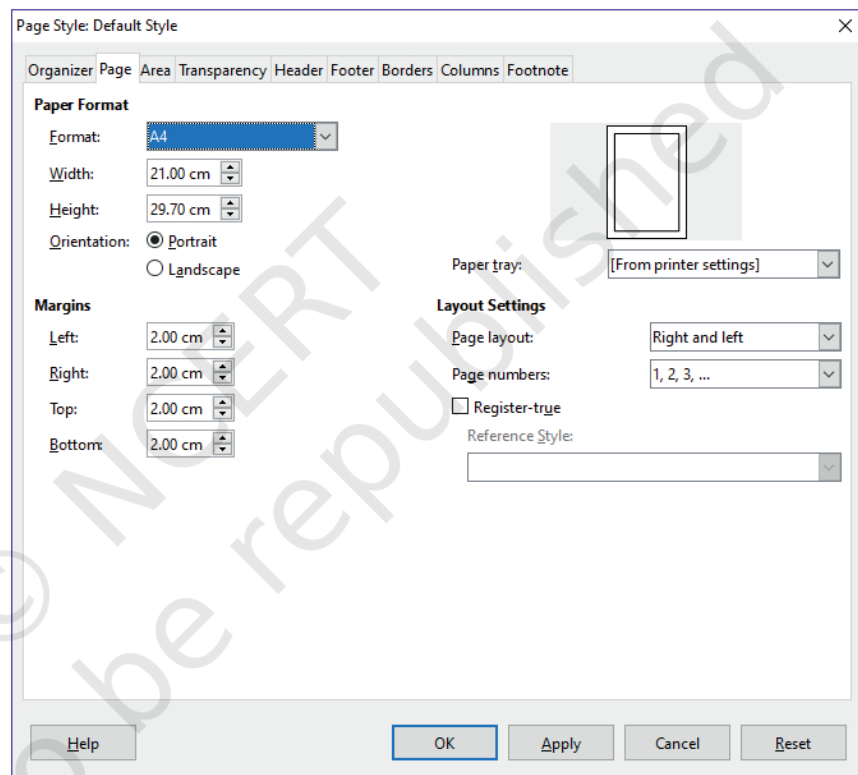 Page Style: Default Style
Organizer Page Area Transparency Header Footer Borders Columns Footnote
Paper Format
Format: A4
Width: 21.00 cm
Height: 29.70 cm
Orientation: Portrait
Landscape
Paper tray: [From printer settings]
Margins
Left: 2.00 cm
Right: 2.00 cm
Top: 2.00 cm
Bottom: 2.00 cm
Layout Settings
Page layout: Right and left
Page numbers: 1, 2, 3, ...
Register-true
Reference Style:
Help OK Apply Cancel Reset
© NCERT
o be republished